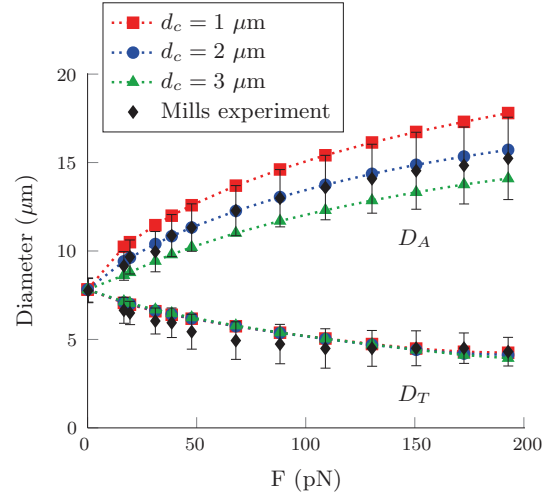 d_c = 1 μm
d_c = 2 μm
d_c = 3 μm
Mills experiment
20
15
10
5
0
Diameter (μm)
D_A
D_T
0 50 100 150 200
F (pN)